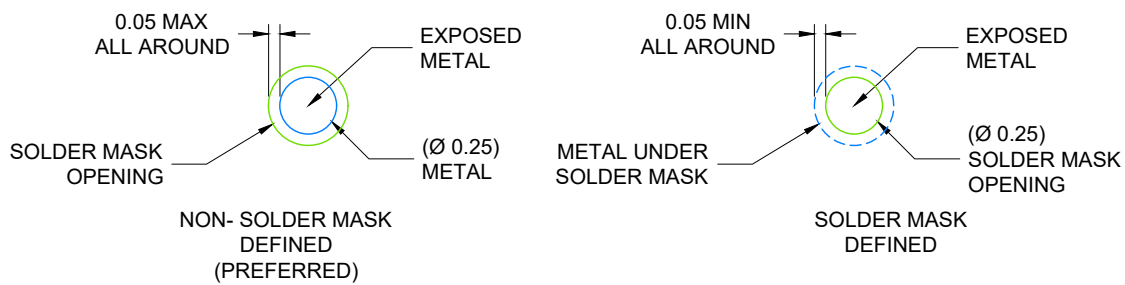 0.05 MAX
ALL AROUND
EXPOSED
METAL
SOLDER MASK
OPENING
(Ø 0.25)
METAL
NON- SOLDER MASK
DEFINED
(PREFERRED)
0.05 MIN
ALL AROUND
EXPOSED
METAL
METAL UNDER
SOLDER MASK
(Ø 0.25)
SOLDER MASK
OPENING
SOLDER MASK
DEFINED